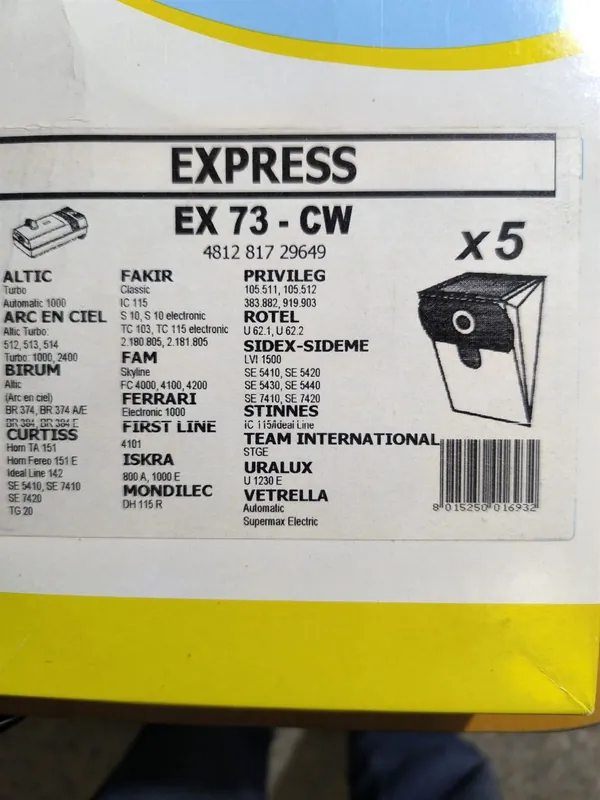 EXPRESS
EX 73 - CW
4812 817 29649
x5
ALTIC
Turbo
Automatic 1000
ARC EN CIEL
Altic Turbo:
512, 513, 514
Turbo: 1000, 2400
BIRUM
Altic
(Arc en ciel)
BR 374, BR 374 A/E
BR 384, BR 384 E
CURTISS
Horn TA 151
Horn Fereo 151 E
Ideal Line 142
SE 5410, SE 7410
SE 7420
TG 20
FAKIR
Classic
IC 115
S 10, S 10 electronic
TC 103, TC 115 electronic
2.180.805, 2.181.805
FAM
Skyline
FC 4000, 4100, 4200
FERRARI
Electronic 1000
FIRST LINE
4101
ISKRA
800 A, 1000 E
MONDILEC
DH 115 R
PRIVILEG
105.511, 105.512
383.882, 919.903
ROTEL
U 62.1, U 62.2
SIDEX-SIDEME
LVI 1500
SE 5410, SE 5420
SE 5430, SE 5440
SE 7410, SE 7420
STINNES
IC 115/Ideal Line
TEAM INTERNATIONAL
STGE
URALUX
U 1230 E
VETRELLA
Automatic
Supermax Electric
8 015250 016932